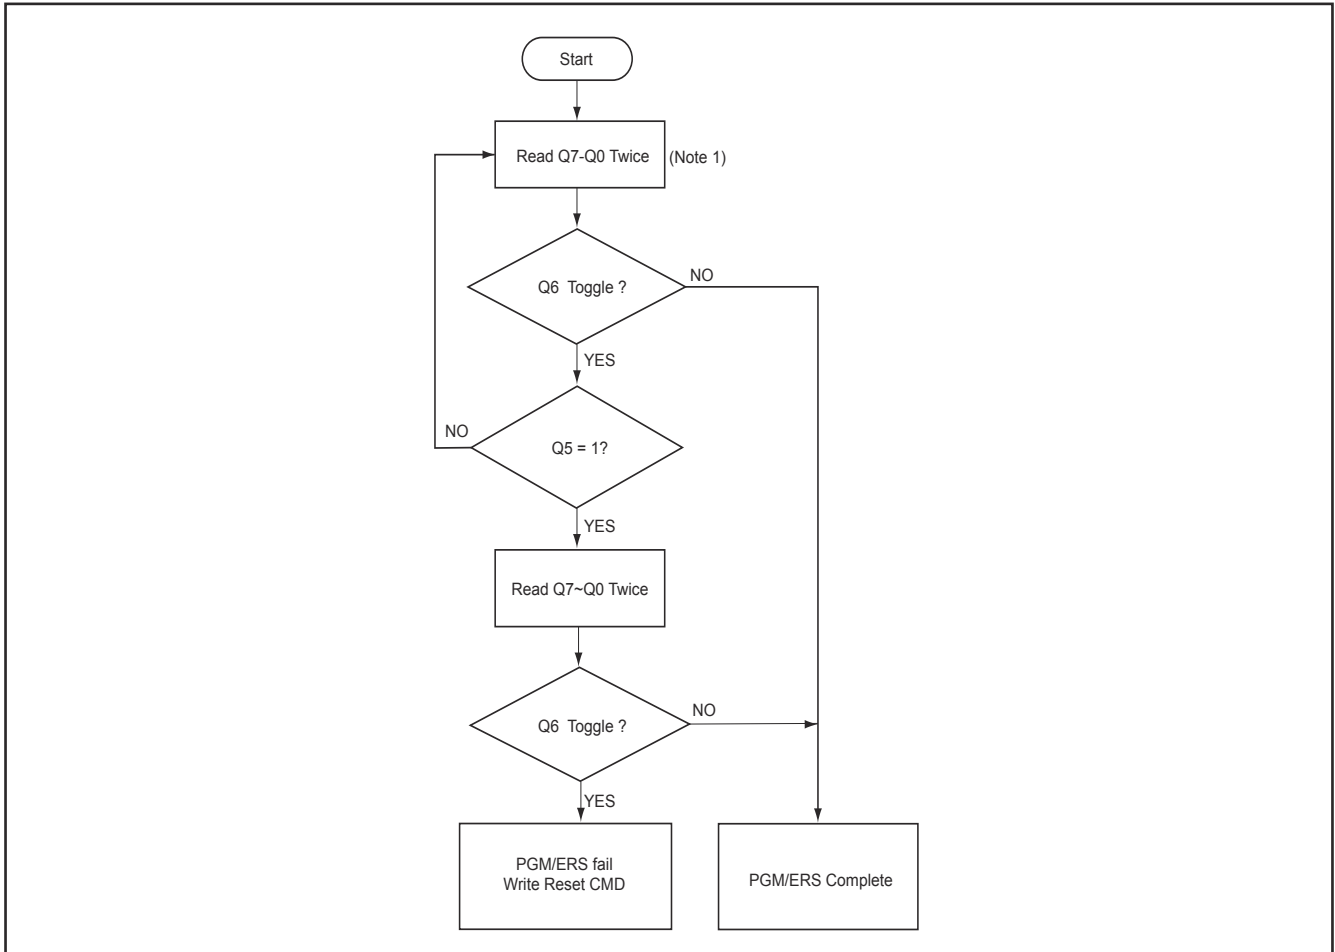 Start
Read Q7-Q0 Twice
(Note 1)
Q6 Toggle ?
NO
YES
Q5 = 1?
NO
YES
Read Q7~Q0 Twice
Q6 Toggle ?
NO
YES
PGM/ERS fail
Write Reset CMD
PGM/ERS Complete